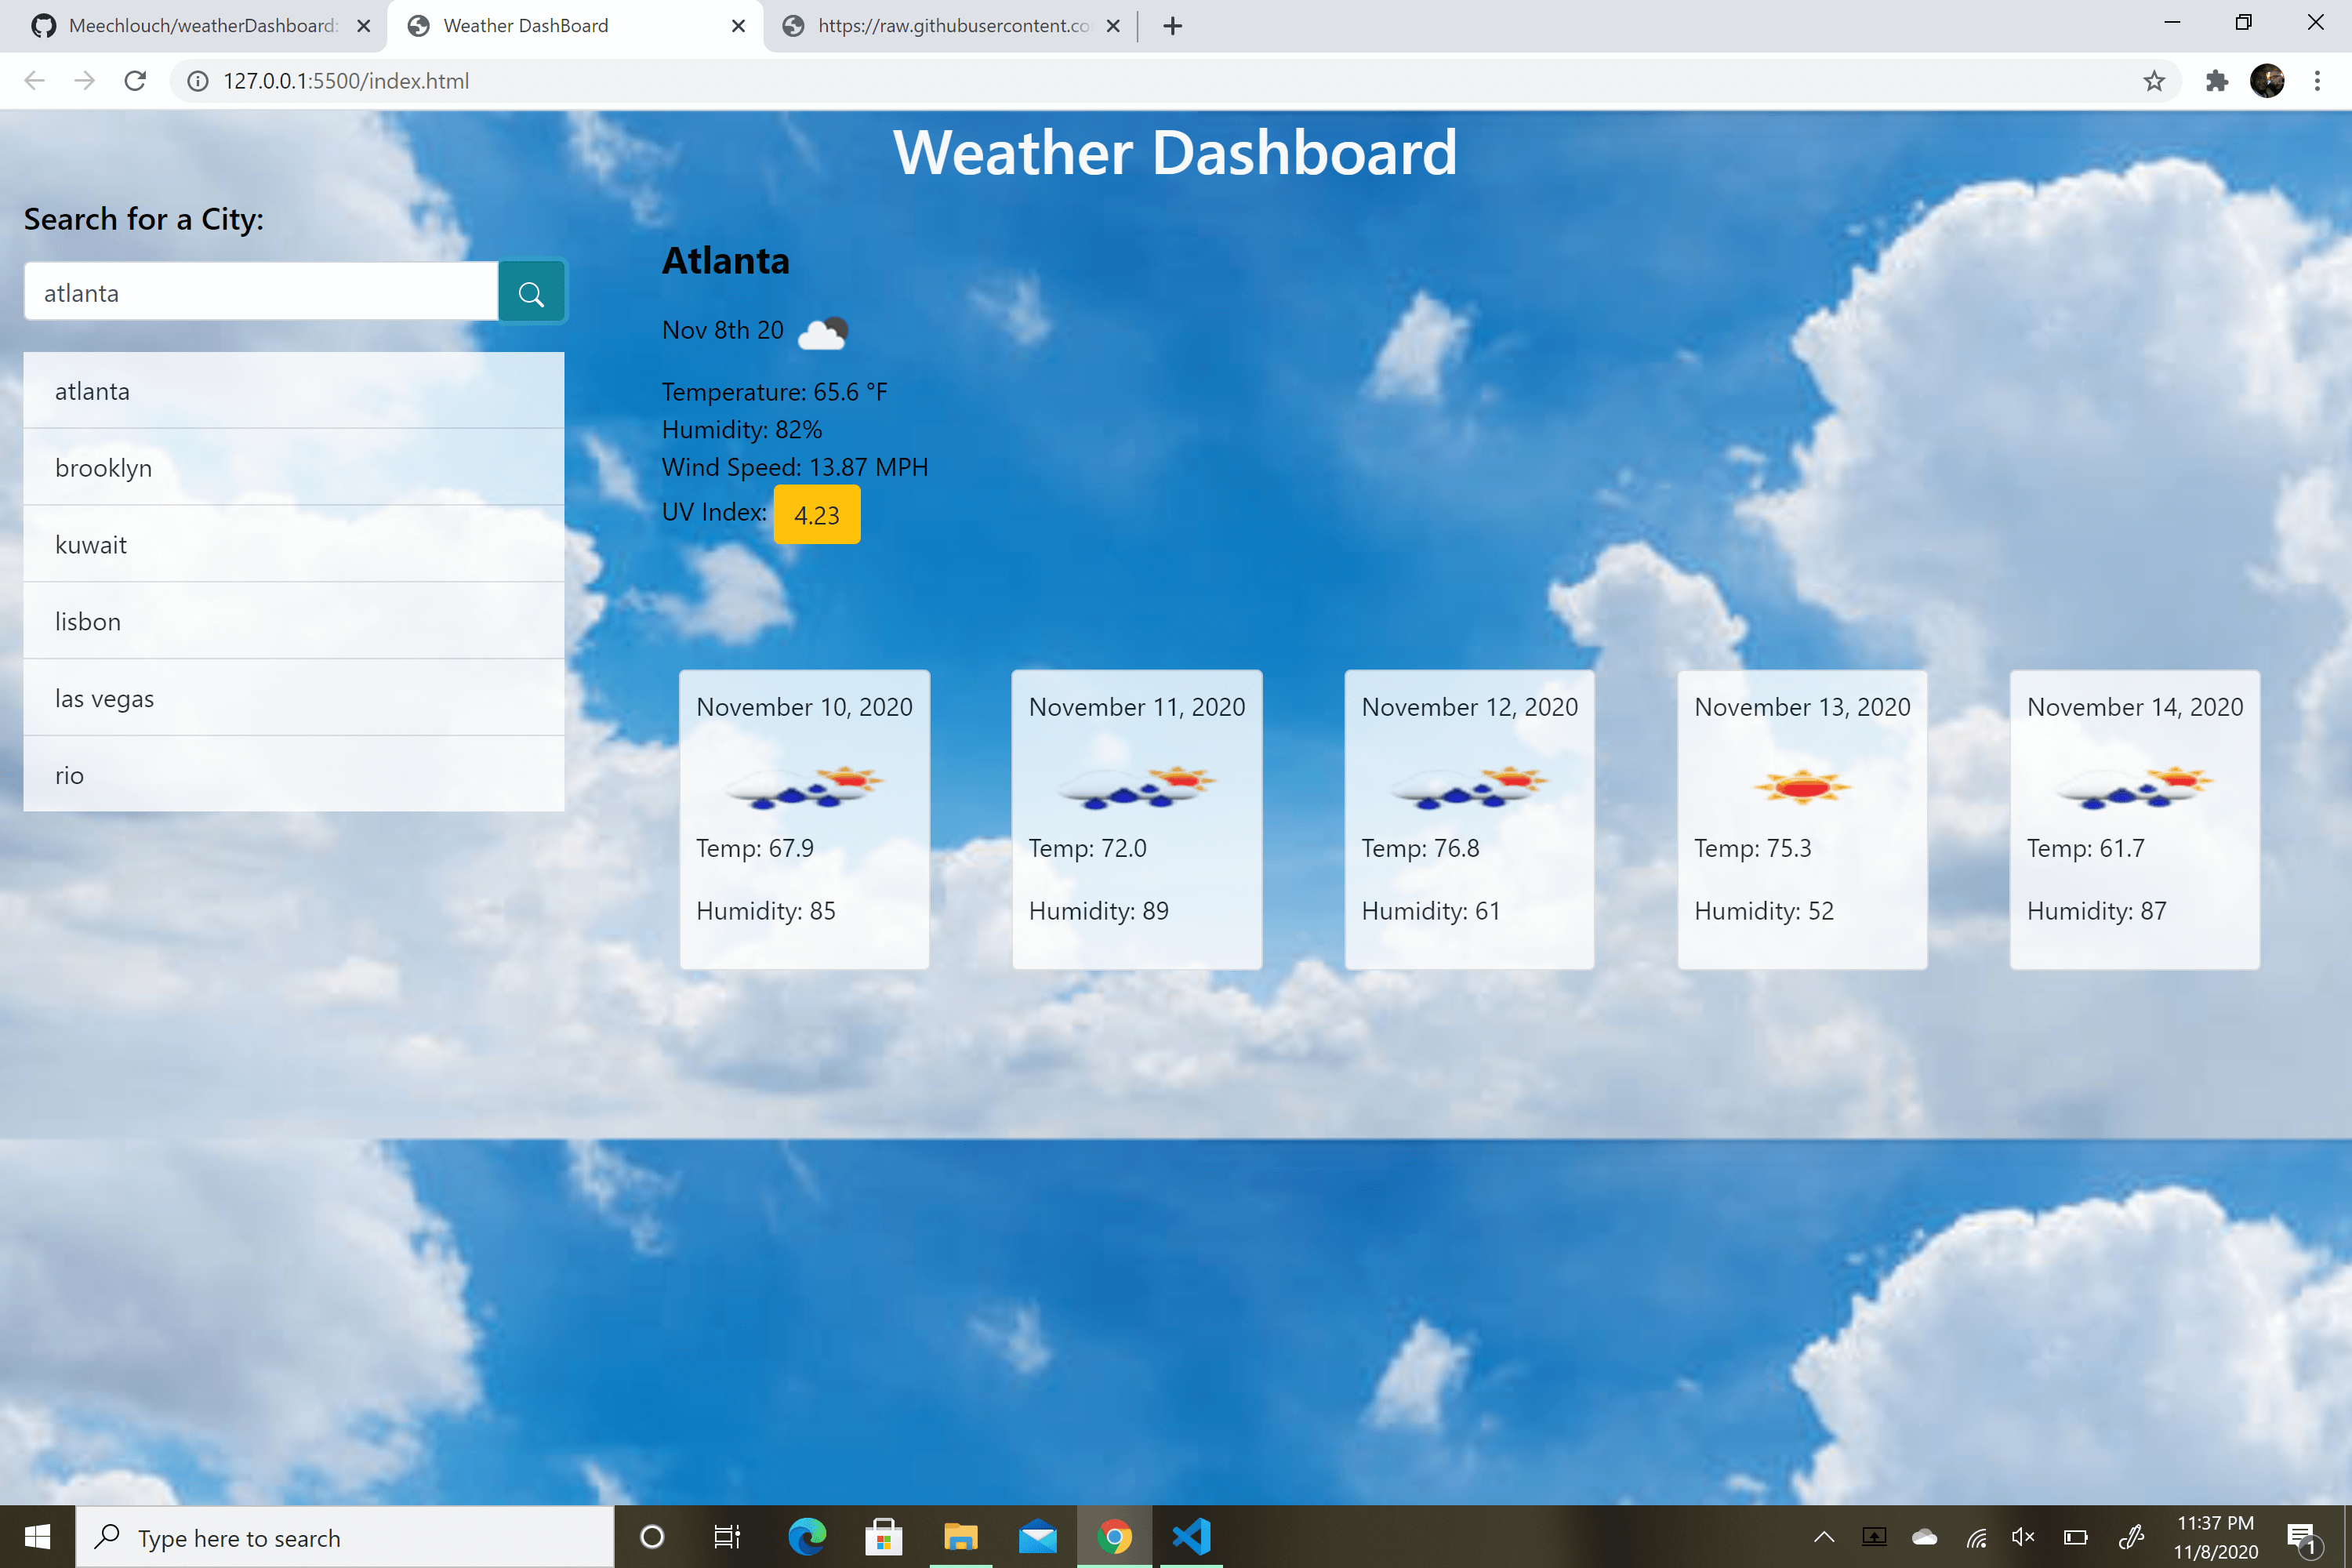 Meechlouch/weatherDashboard:
Weather DashBoard
https://raw.githubusercontent.co
127.0.0.1:5500/index.html
Weather Dashboard
Search for a City:
atlanta
atlanta
brooklyn
kuwait
lisbon
las vegas
rio
Atlanta
Nov 8th 20
Temperature: 65.6 °F
Humidity: 82%
Wind Speed: 13.87 MPH
UV Index: 4.23
November 10, 2020
Temp: 67.9
Humidity: 85
November 11, 2020
Temp: 72.0
Humidity: 89
November 12, 2020
Temp: 76.8
Humidity: 61
November 13, 2020
Temp: 75.3
Humidity: 52
November 14, 2020
Temp: 61.7
Humidity: 87
Type here to search
11:37 PM
11/8/2020
1